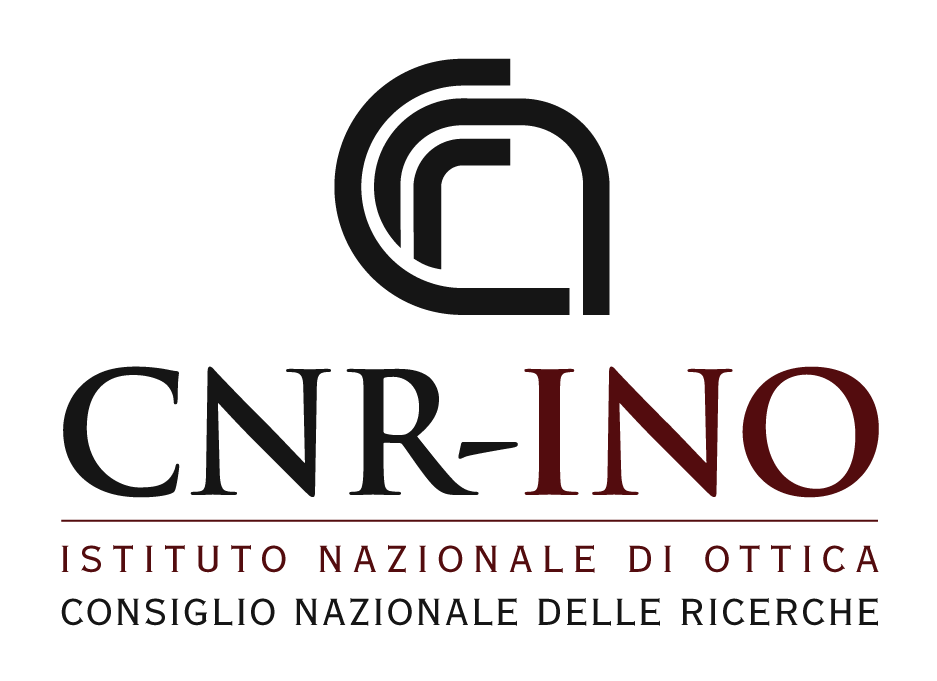 CNR-INO
ISTITUTO NAZIONALE DI OTTICA
CONSIGLIO NAZIONALE DELLE RICERCHE